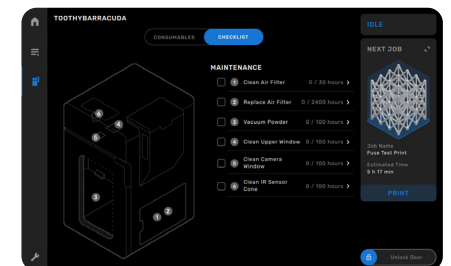 TOOTHYBARRACUDA
IDLE
CONSUMABLES
CHECKLIST
NEXT JOB
MAINTENANCE
1 Clean Air Filter 0 / 30 hours >
2 Replace Air Filter 0 / 2400 hours >
3 Vacuum Powder 0 / 100 hours >
4 Clean Upper Window 0 / 100 hours >
5 Clean Camera
Window 0 / 100 hours >
6 Clean IR Sensor
Cone 0 / 100 hours >
6
4
5
3
1 2
Job Name
Fuse Test Print
Estimated Time
5 h 17 min
PRINT
Unlock Door